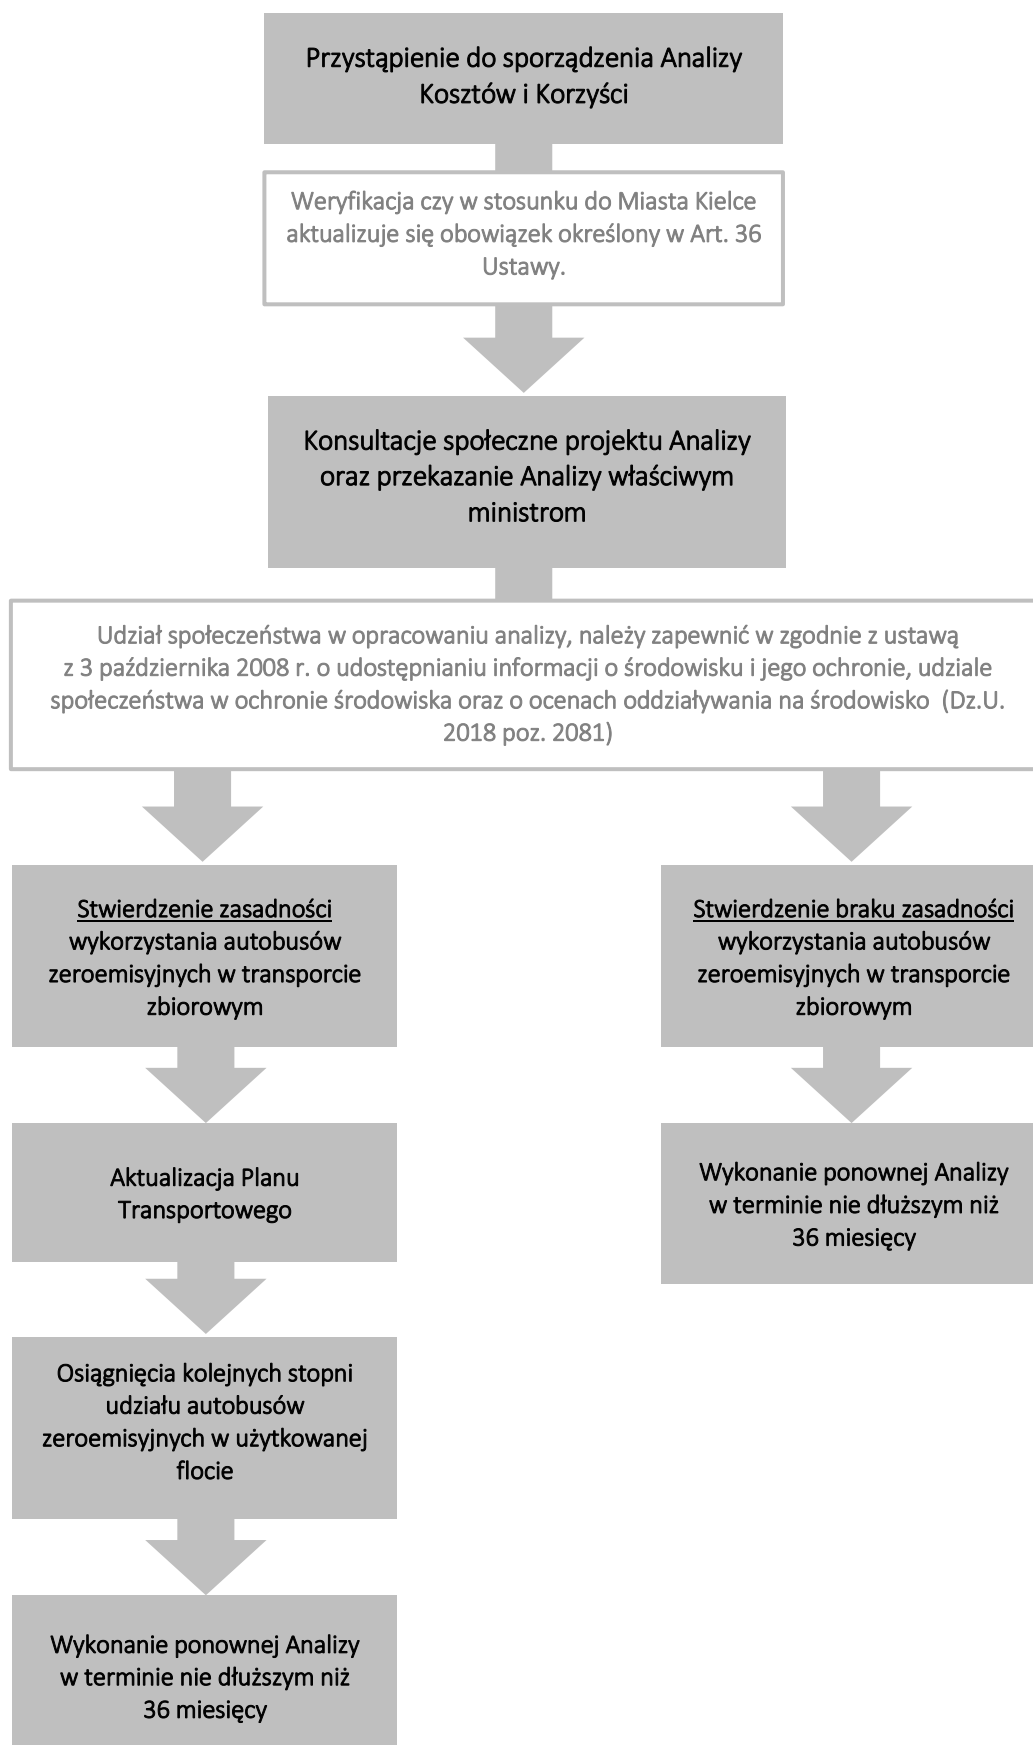 Przystąpienie do sporządzenia Analizy
Kosztów i Korzyści
Weryfikacja czy w stosunku do Miasta Kielce
aktualizuje się obowiązek określony w Art. 36
Ustawy.
Konsultacje społeczne projektu Analizy
oraz przekazanie Analizy właściwym
ministrom
Udział społeczeństwa w opracowaniu analizy, należy zapewnić w zgodnie z ustawą
z 3 października 2008 r. o udostępnianiu informacji o środowisku i jego ochronie, udziale
społeczeństwa w ochronie środowiska oraz o ocenach oddziaływania na środowisko (Dz.U.
2018 poz. 2081)
Stwierdzenie zasadności
wykorzystania autobusów
zeroemisyjnych w transporcie
zbiorowym
Aktualizacja Planu
Transportowego
Osiągnięcia kolejnych stopni
udziału autobusów
zeroemisyjnych w użytkowanej
flocie
Wykonanie ponownej Analizy
w terminie nie dłuższym niż
36 miesięcy
Stwierdzenie braku zasadności
wykorzystania autobusów
zeroemisyjnych w transporcie
zbiorowym
Wykonanie ponownej Analizy
w terminie nie dłuższym niż
36 miesięcy